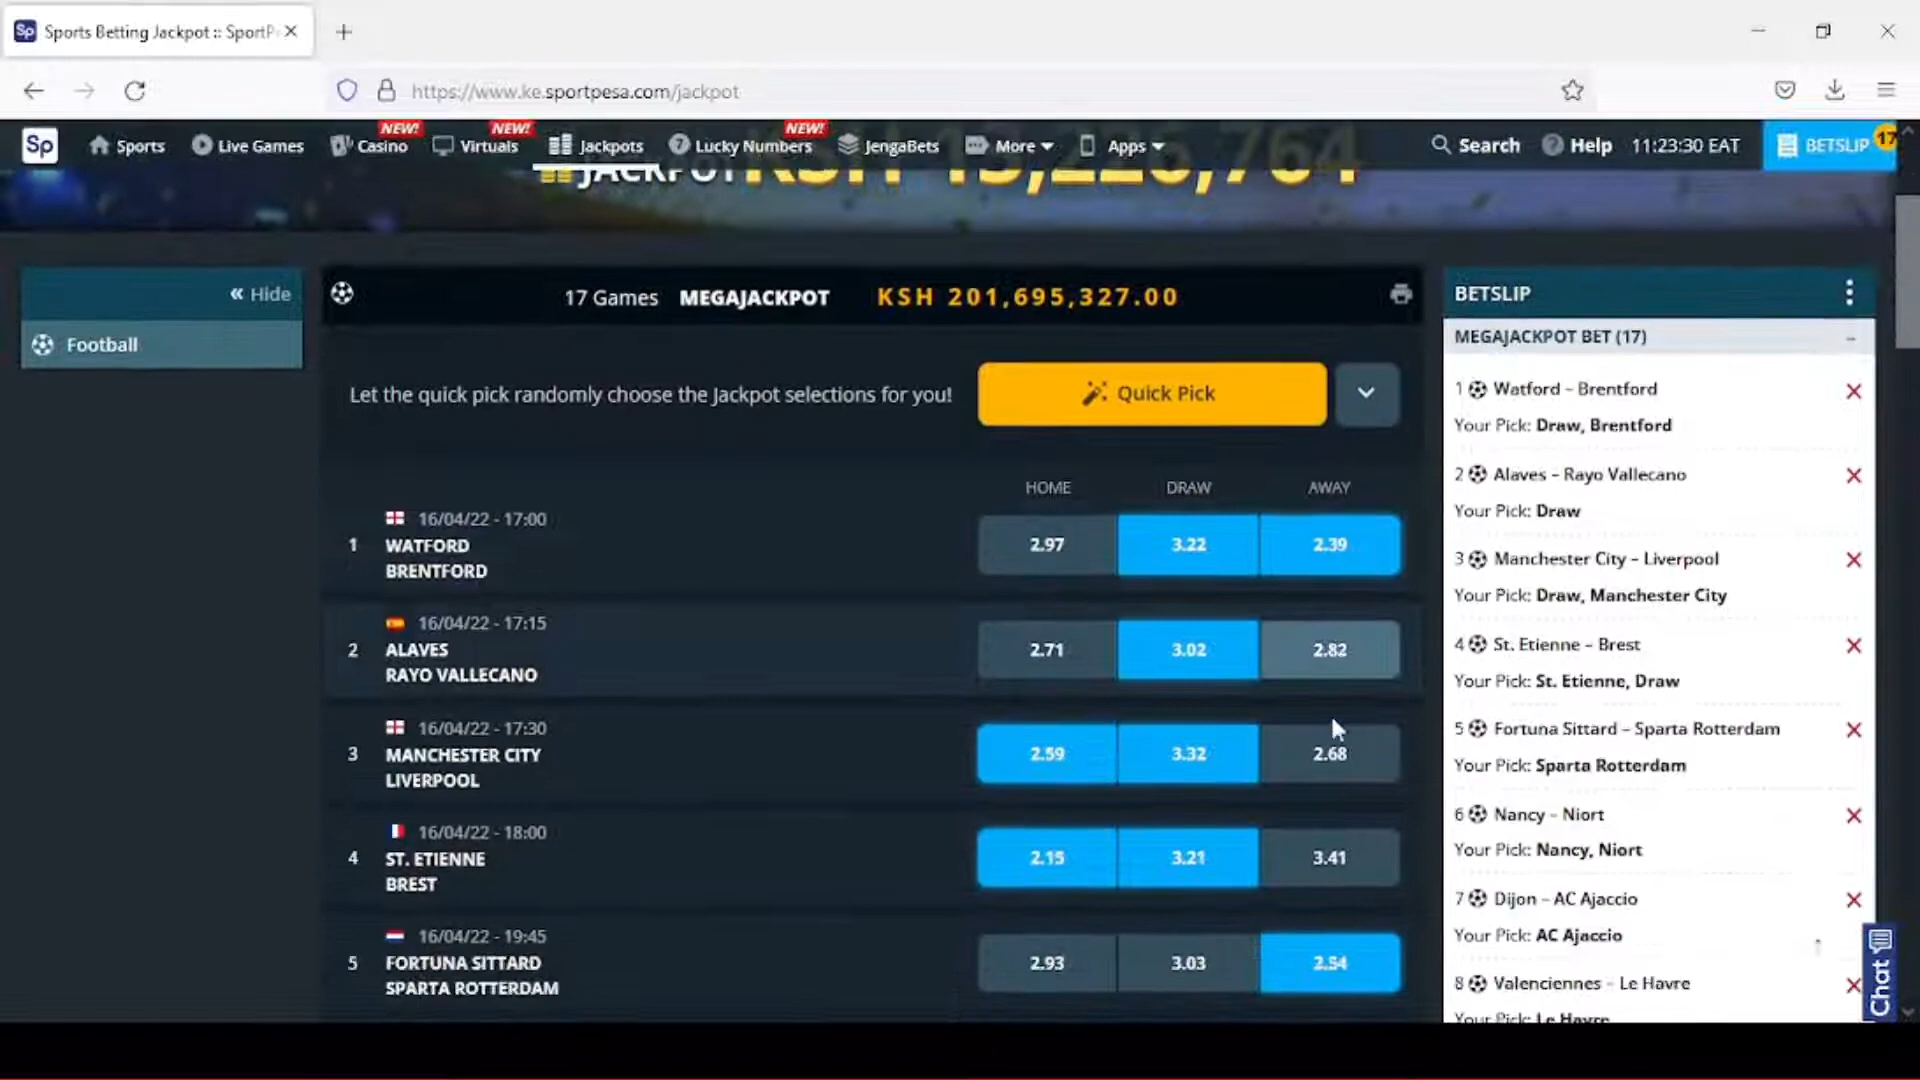 Sp Sports Betting Jackpot :: SportP
https://www.ke.sportpesa.com/jackpot
Sp Sports Live Games NEW! Casino NEW! Virtuals Jackpots NEW! Lucky Numbers JengaBets More Apps Search Help 11:23:30 EAT BETSLIP 17
JACKPOT KSH 13,226,764
Hide
Football
17 Games MEGAJACKPOT KSH 201,695,327.00
Let the quick pick randomly choose the Jackpot selections for you! Quick Pick
HOME DRAW AWAY
16/04/22 - 17:00
1 WATFORD 2.97 3.22 2.39
BRENTFORD
16/04/22 - 17:15
2 ALAVES 2.71 3.02 2.82
RAYO VALLECANO
16/04/22 - 17:30
3 MANCHESTER CITY 2.59 3.32 2.68
LIVERPOOL
16/04/22 - 18:00
4 ST. ETIENNE 2.15 3.21 3.41
BREST
16/04/22 - 19:45
5 FORTUNA SITTARD 2.93 3.03 2.54
SPARTA ROTTERDAM
BETSLIP
MEGAJACKPOT BET (17)
1 Watford - Brentford
Your Pick: Draw, Brentford
2 Alaves - Rayo Vallecano
Your Pick: Draw
3 Manchester City - Liverpool
Your Pick: Draw, Manchester City
4 St. Etienne - Brest
Your Pick: St. Etienne, Draw
5 Fortuna Sittard - Sparta Rotterdam
Your Pick: Sparta Rotterdam
6 Nancy - Niort
Your Pick: Nancy, Niort
7 Dijon - AC Ajaccio
Your Pick: AC Ajaccio
8 Valenciennes - Le Havre
Your Pick: Le Havre
Chat